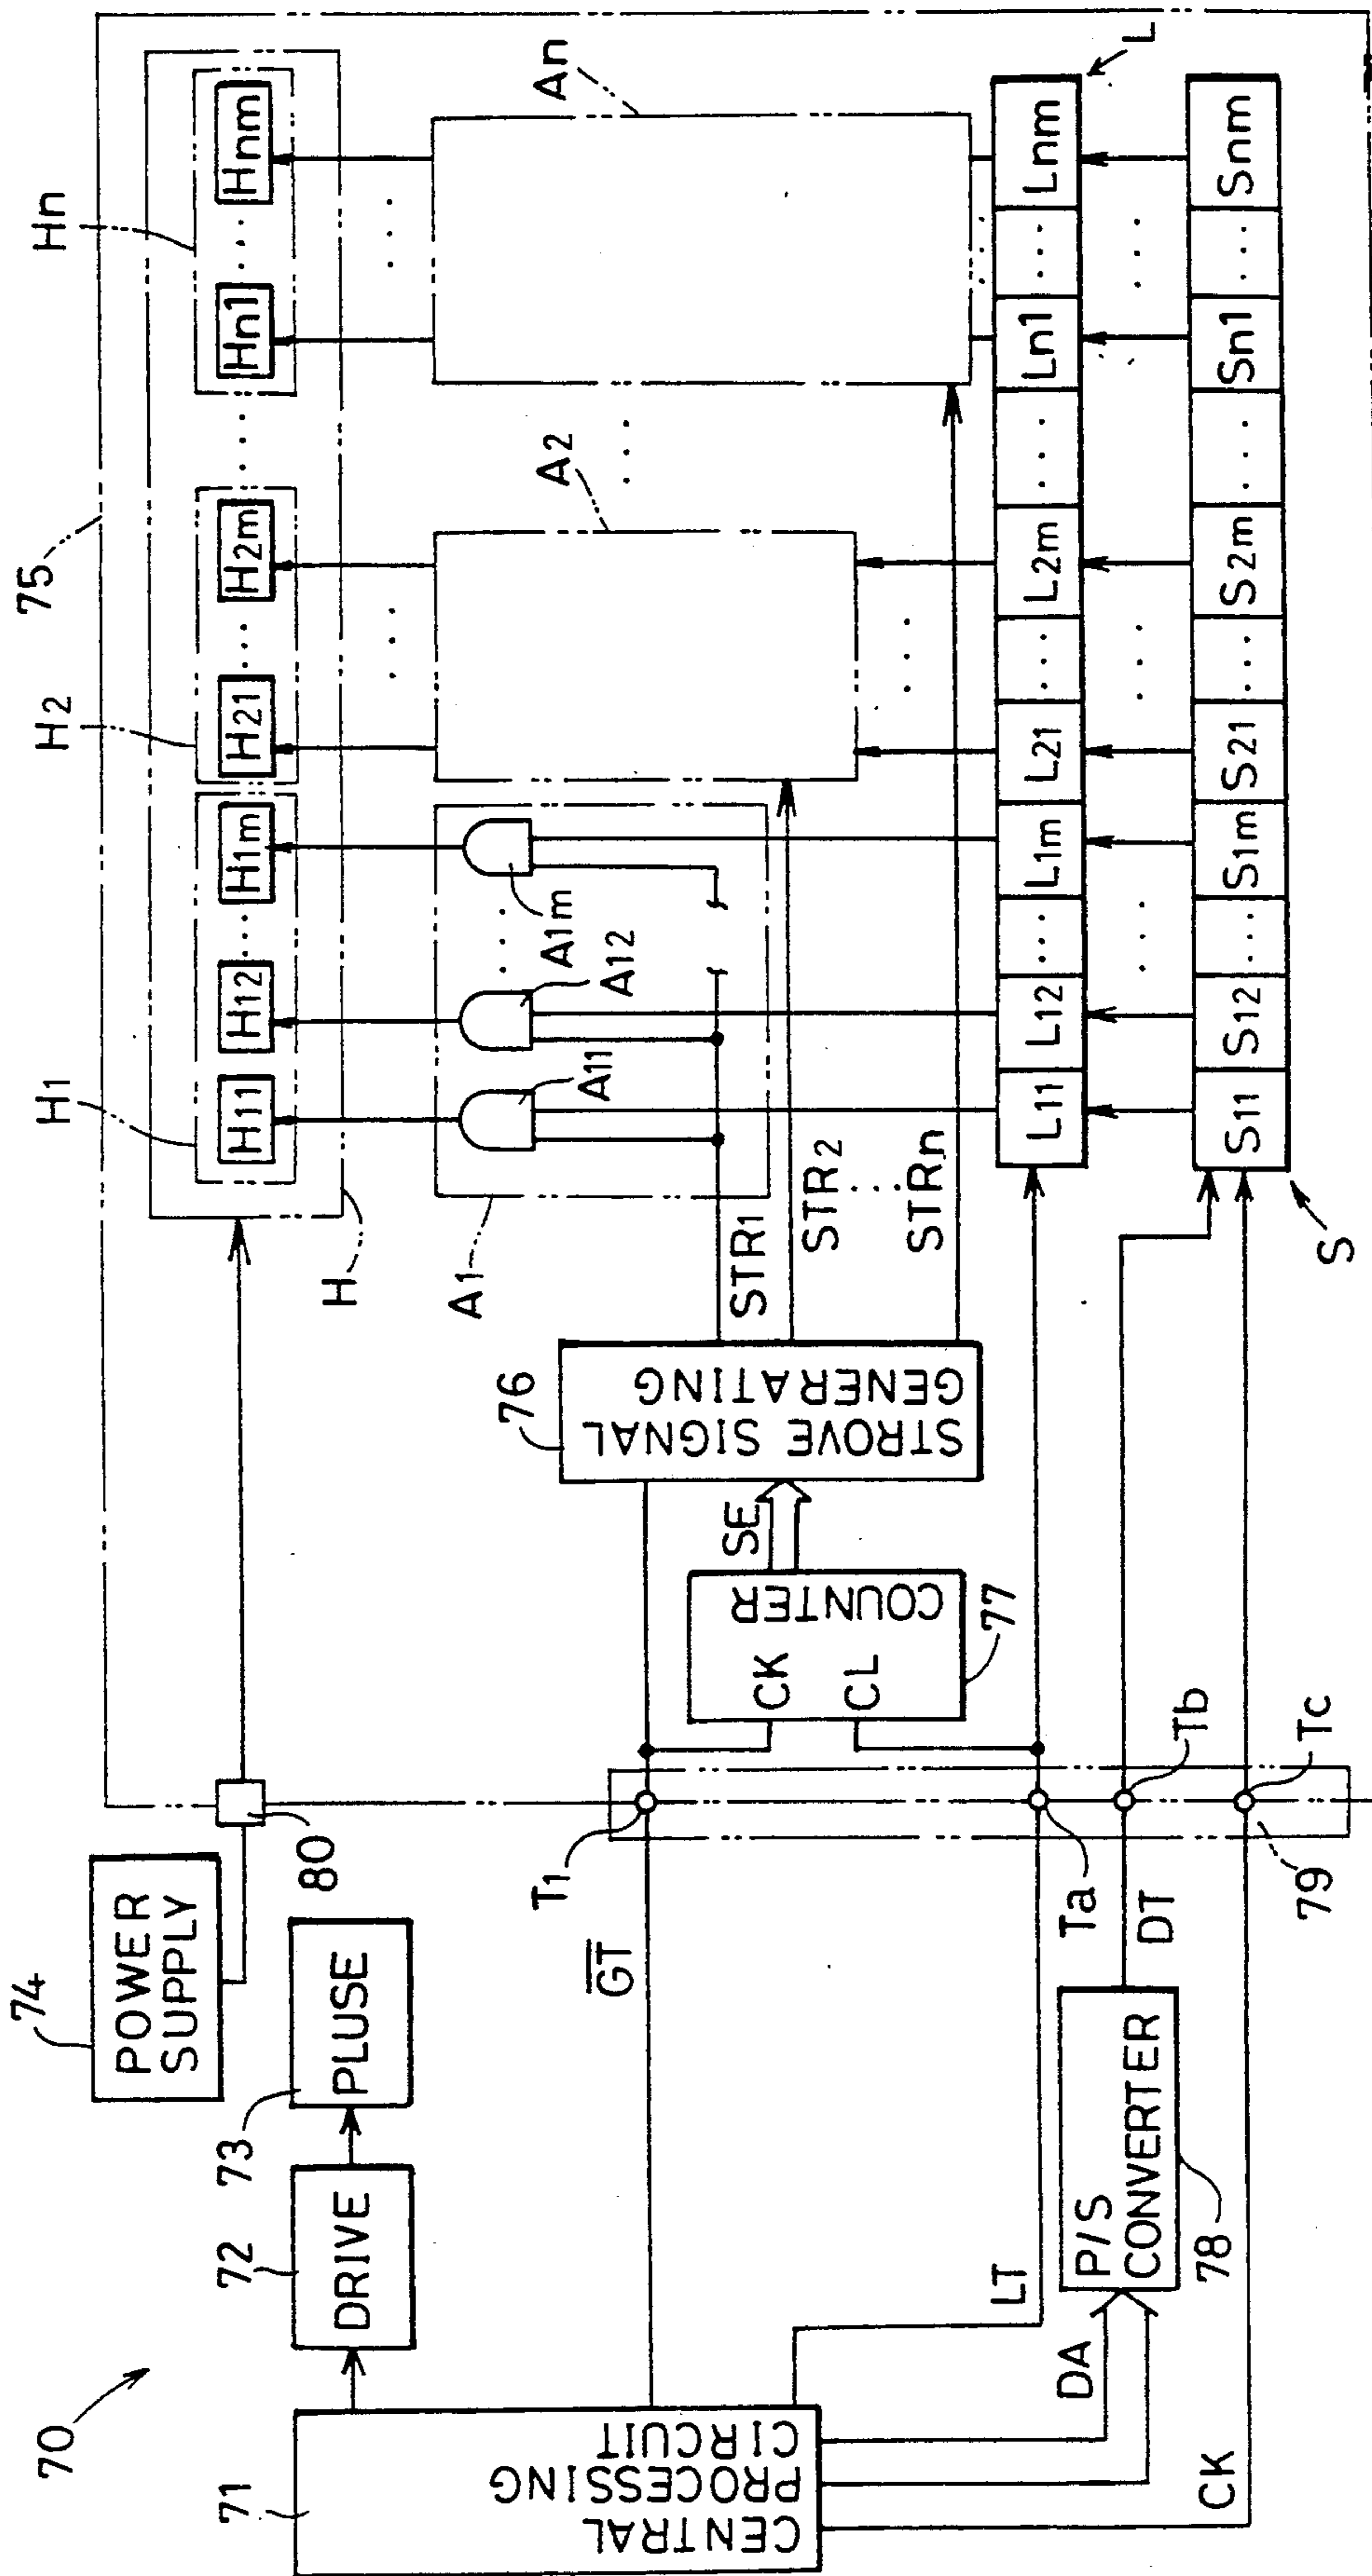 70
71
CENTRAL
PROCESSING
CIRCUIT
72
DRIVE
73
PLUSE
74
POWER
SUPPLY
80
GT
LT
DA
CK
P/S
CONVERTER
78
DT
T1
Ta
Tb
Tc
79
CK
CL
COUNTER
77
SE
76
STROVE SIGNAL
GENERATING
STR1
STR2
...
STRn
75
H
H1
H2
Hn
H11
H12
...
H1m
H21
...
H2m
...
Hn1
...
Hnm
A1
A11
A12
...
A1m
A2
...
An
L
L11
L12
...
L1m
L21
...
L2m
...
Ln1
...
Lnm
S
S11
S12
...
S1m
S21
...
S2m
...
Sn1
...
Snm